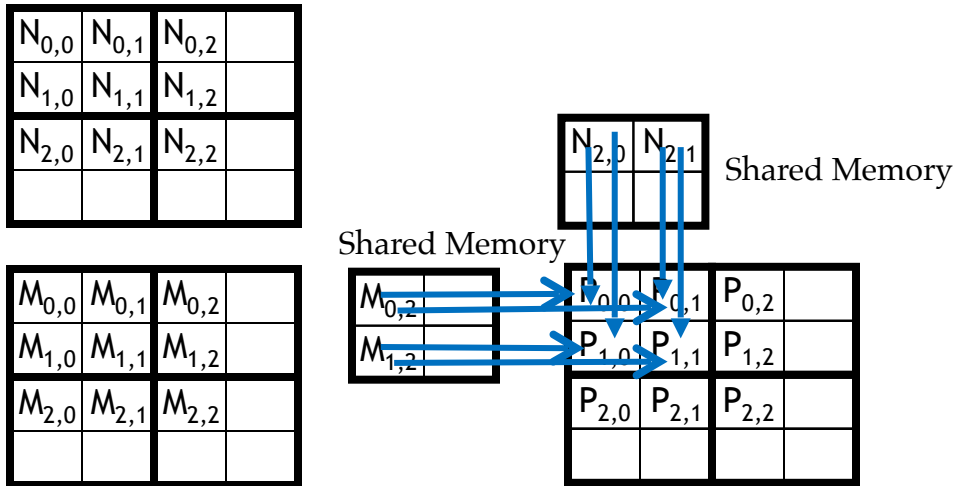 N0,0 N0,1 N0,2
N1,0 N1,1 N1,2
N2,0 N2,1 N2,2
N2,0 N2,1
Shared Memory
Shared Memory
M0,2
M1,2
M0,0 M0,1 M0,2
M1,0 M1,1 M1,2
M2,0 M2,1 M2,2
P0,0 P0,1 P0,2
P1,0 P1,1 P1,2
P2,0 P2,1 P2,2